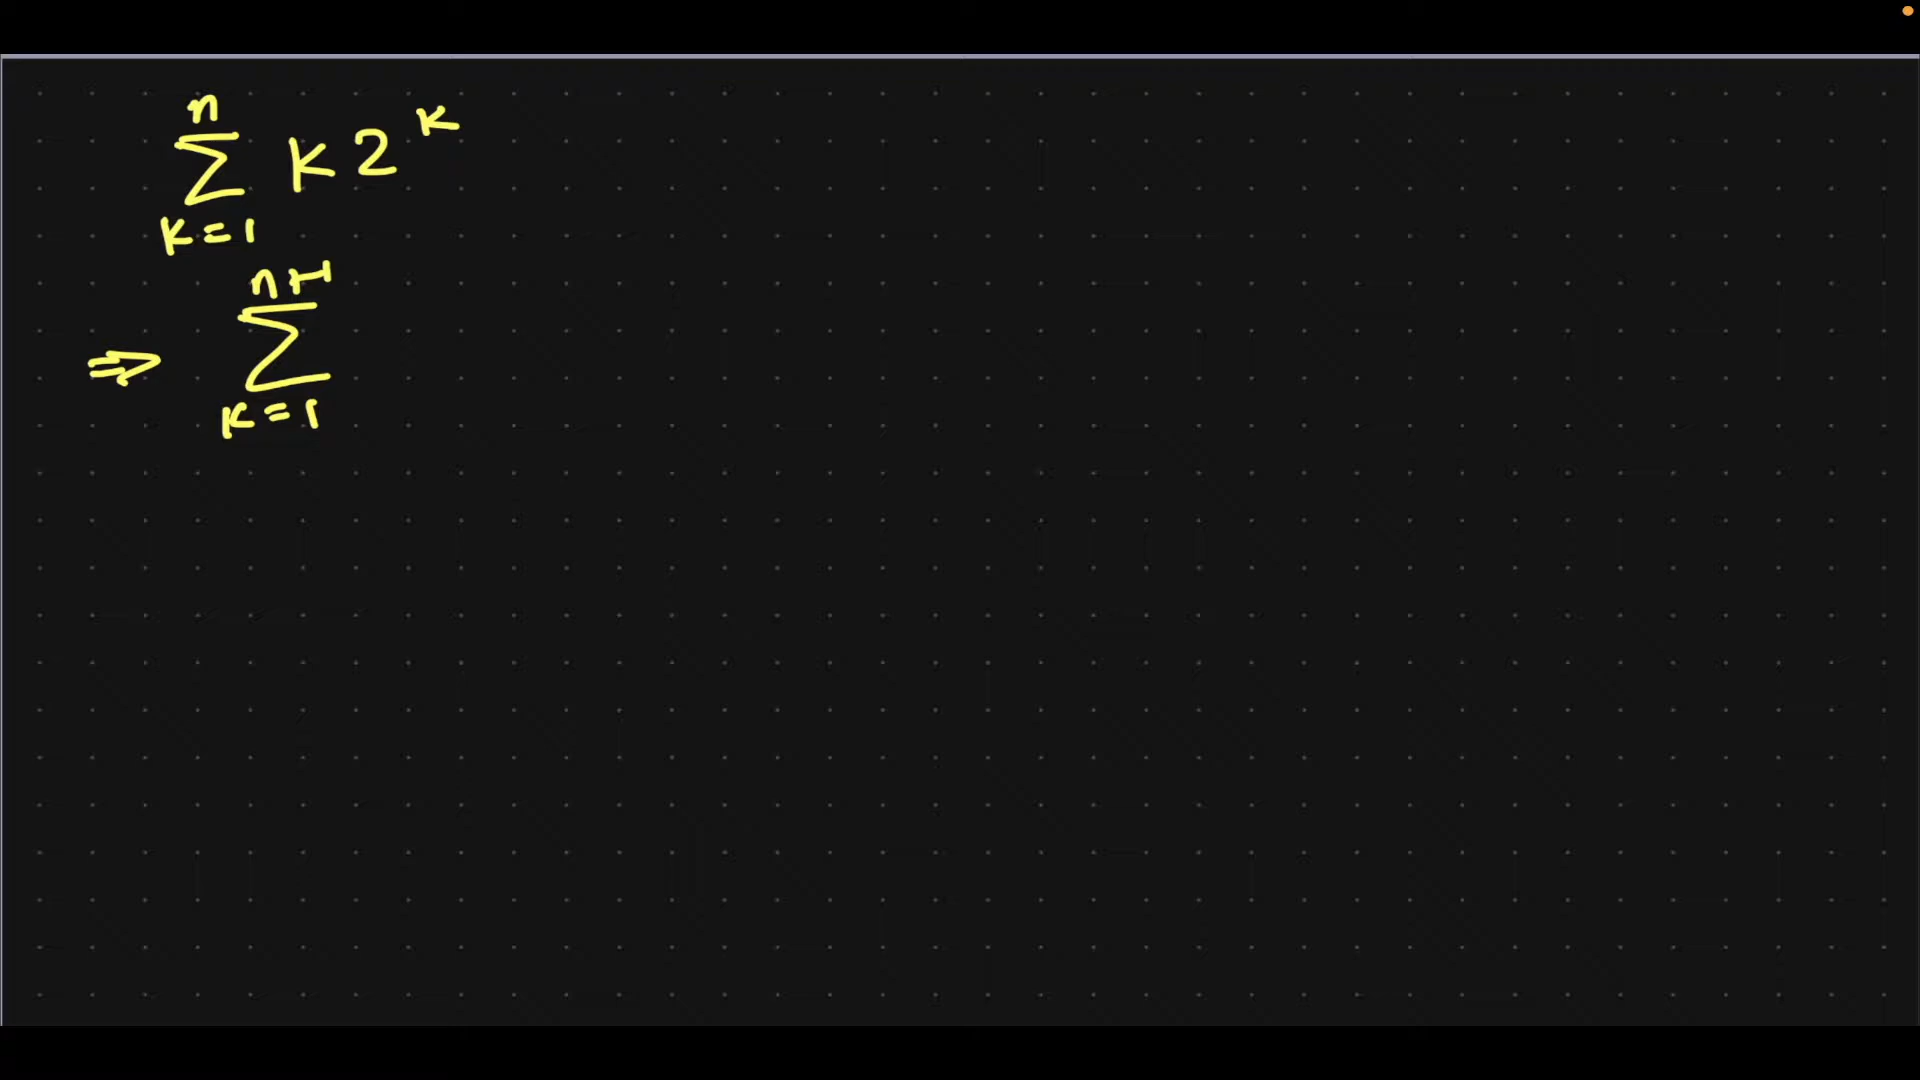 n
∑ k 2^k
k=1
n+1
⇒ ∑
k=1